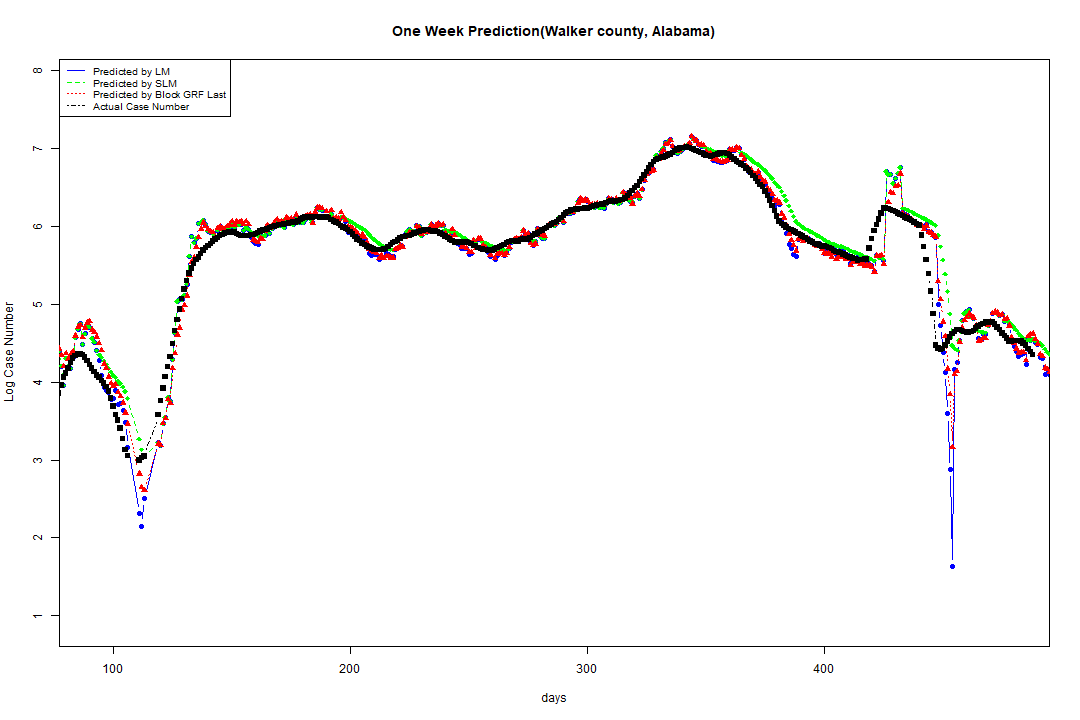 One Week Prediction(Walker county, Alabama)
Predicted by LM
Predicted by SLM
Predicted by Block GRF Last
Actual Case Number
8
7
6
5
4
3
2
1
Log Case Number
100 200 300 400
days